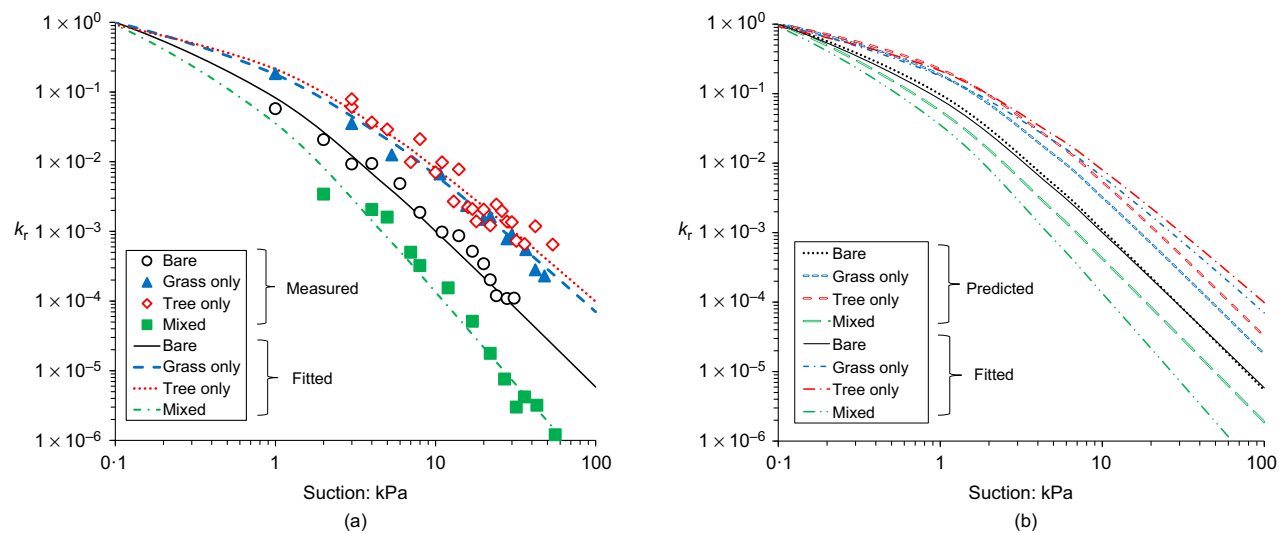 1 × 10⁰
1 × 10⁻¹
1 × 10⁻²
kᵣ
1 × 10⁻³
1 × 10⁻⁴
1 × 10⁻⁵
1 × 10⁻⁶
Bare
Grass only
Tree only
Mixed
Measured
Bare
Grass only
Tree only
Mixed
Fitted
0·1
1
10
100
Suction: kPa
(a)
1 × 10⁰
1 × 10⁻¹
1 × 10⁻²
kᵣ
1 × 10⁻³
1 × 10⁻⁴
1 × 10⁻⁵
1 × 10⁻⁶
Bare
Grass only
Tree only
Mixed
Predicted
Bare
Grass only
Tree only
Mixed
Fitted
0·1
1
10
100
Suction: kPa
(b)